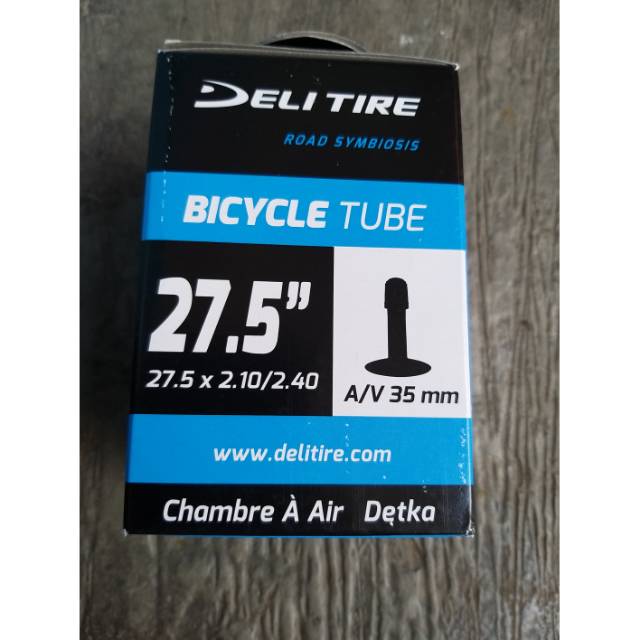 DELI TIRE
ROAD SYMBIOSIS
BICYCLE TUBE
27.5”
27.5 x 2.10/2.40
A/V 35 mm
www.delitire.com
Chambre À Air Dętka